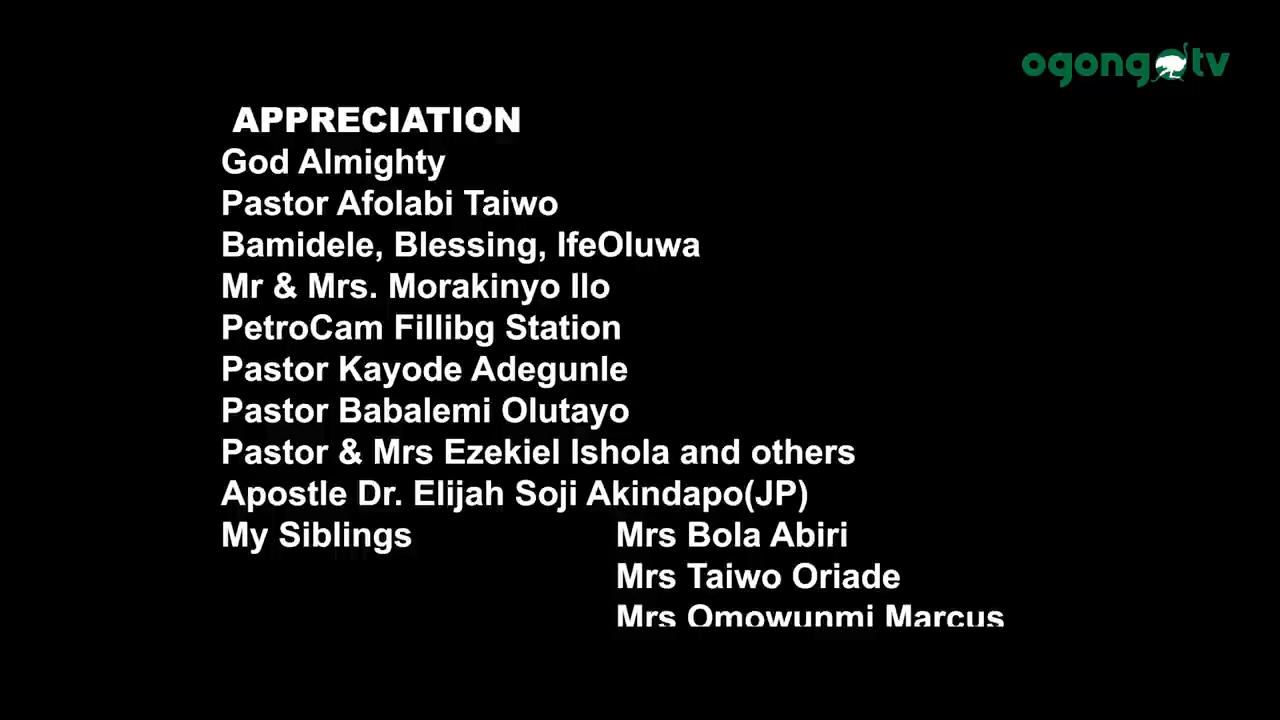 ogongo tv
APPRECIATION
God Almighty
Pastor Afolabi Taiwo
Bamidele, Blessing, IfeOluwa
Mr & Mrs. Morakinyo Ilo
PetroCam Fillibg Station
Pastor Kayode Adegunle
Pastor Babalemi Olutayo
Pastor & Mrs Ezekiel Ishola and others
Apostle Dr. Elijah Soji Akindapo(JP)
My Siblings Mrs Bola Abiri
Mrs Taiwo Oriade
Mrs Omowunmi Marcus